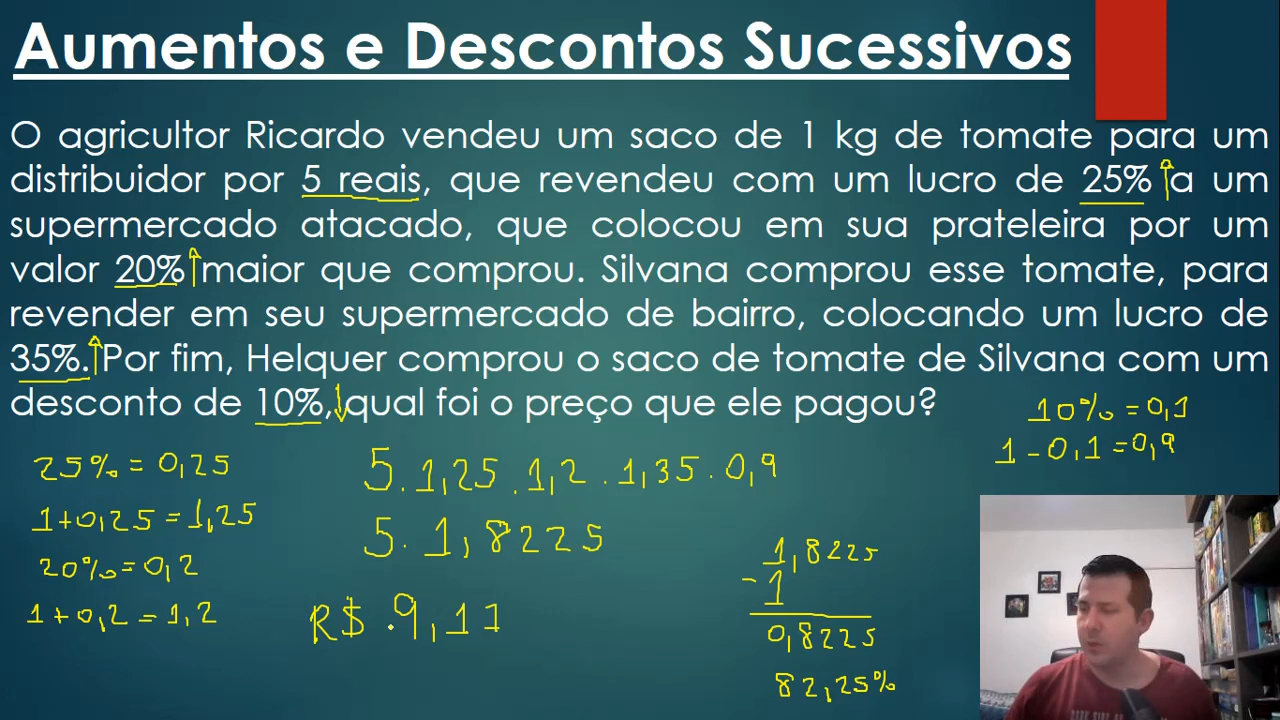 Aumentos e Descontos Sucessivos
O agricultor Ricardo vendeu um saco de 1 kg de tomate para um
distribuidor por 5 reais, que revendeu com um lucro de 25% a um
supermercado atacado, que colocou em sua prateleira por um
valor 20% maior que comprou. Silvana comprou esse tomate, para
revender em seu supermercado de bairro, colocando um lucro de
35%. Por fim, Helquer comprou o saco de tomate de Silvana com um
desconto de 10%, qual foi o preço que ele pagou?
10% = 0,1
1 - 0,1 = 0,9
25% = 0,25
1 + 0,25 = 1,25
20% = 0,2
1 + 0,2 = 1,2
5 . 1,25 . 1,2 . 1,35 . 0,9
5 . 1,8225
R$ 9,11
1,8225
- 1
0,8225
82,25%